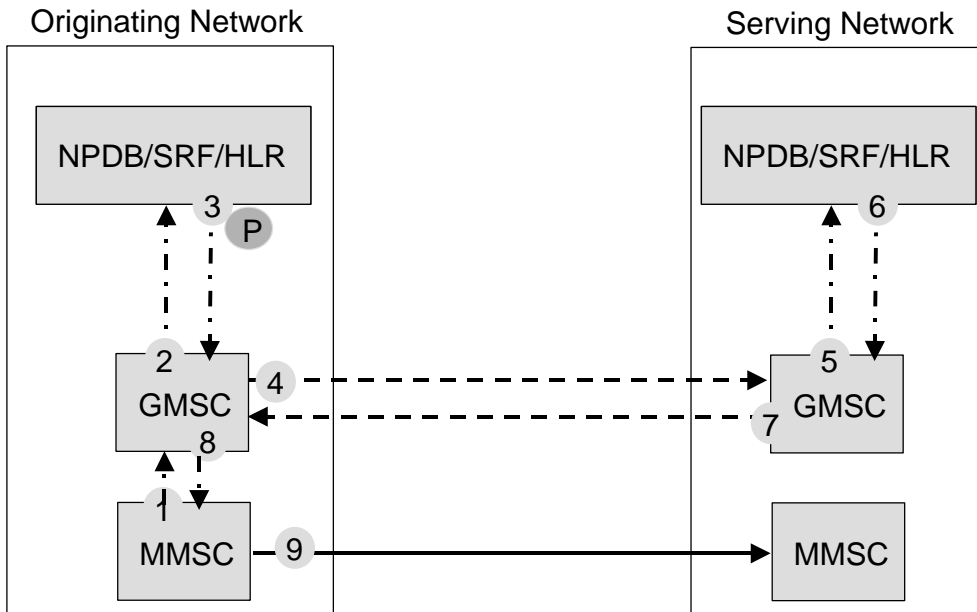 Originating Network
Serving Network
NPDB/SRF/HLR
NPDB/SRF/HLR
3
P
6
2
5
4
GMSC
GMSC
7
8
1
MMSC
9
MMSC